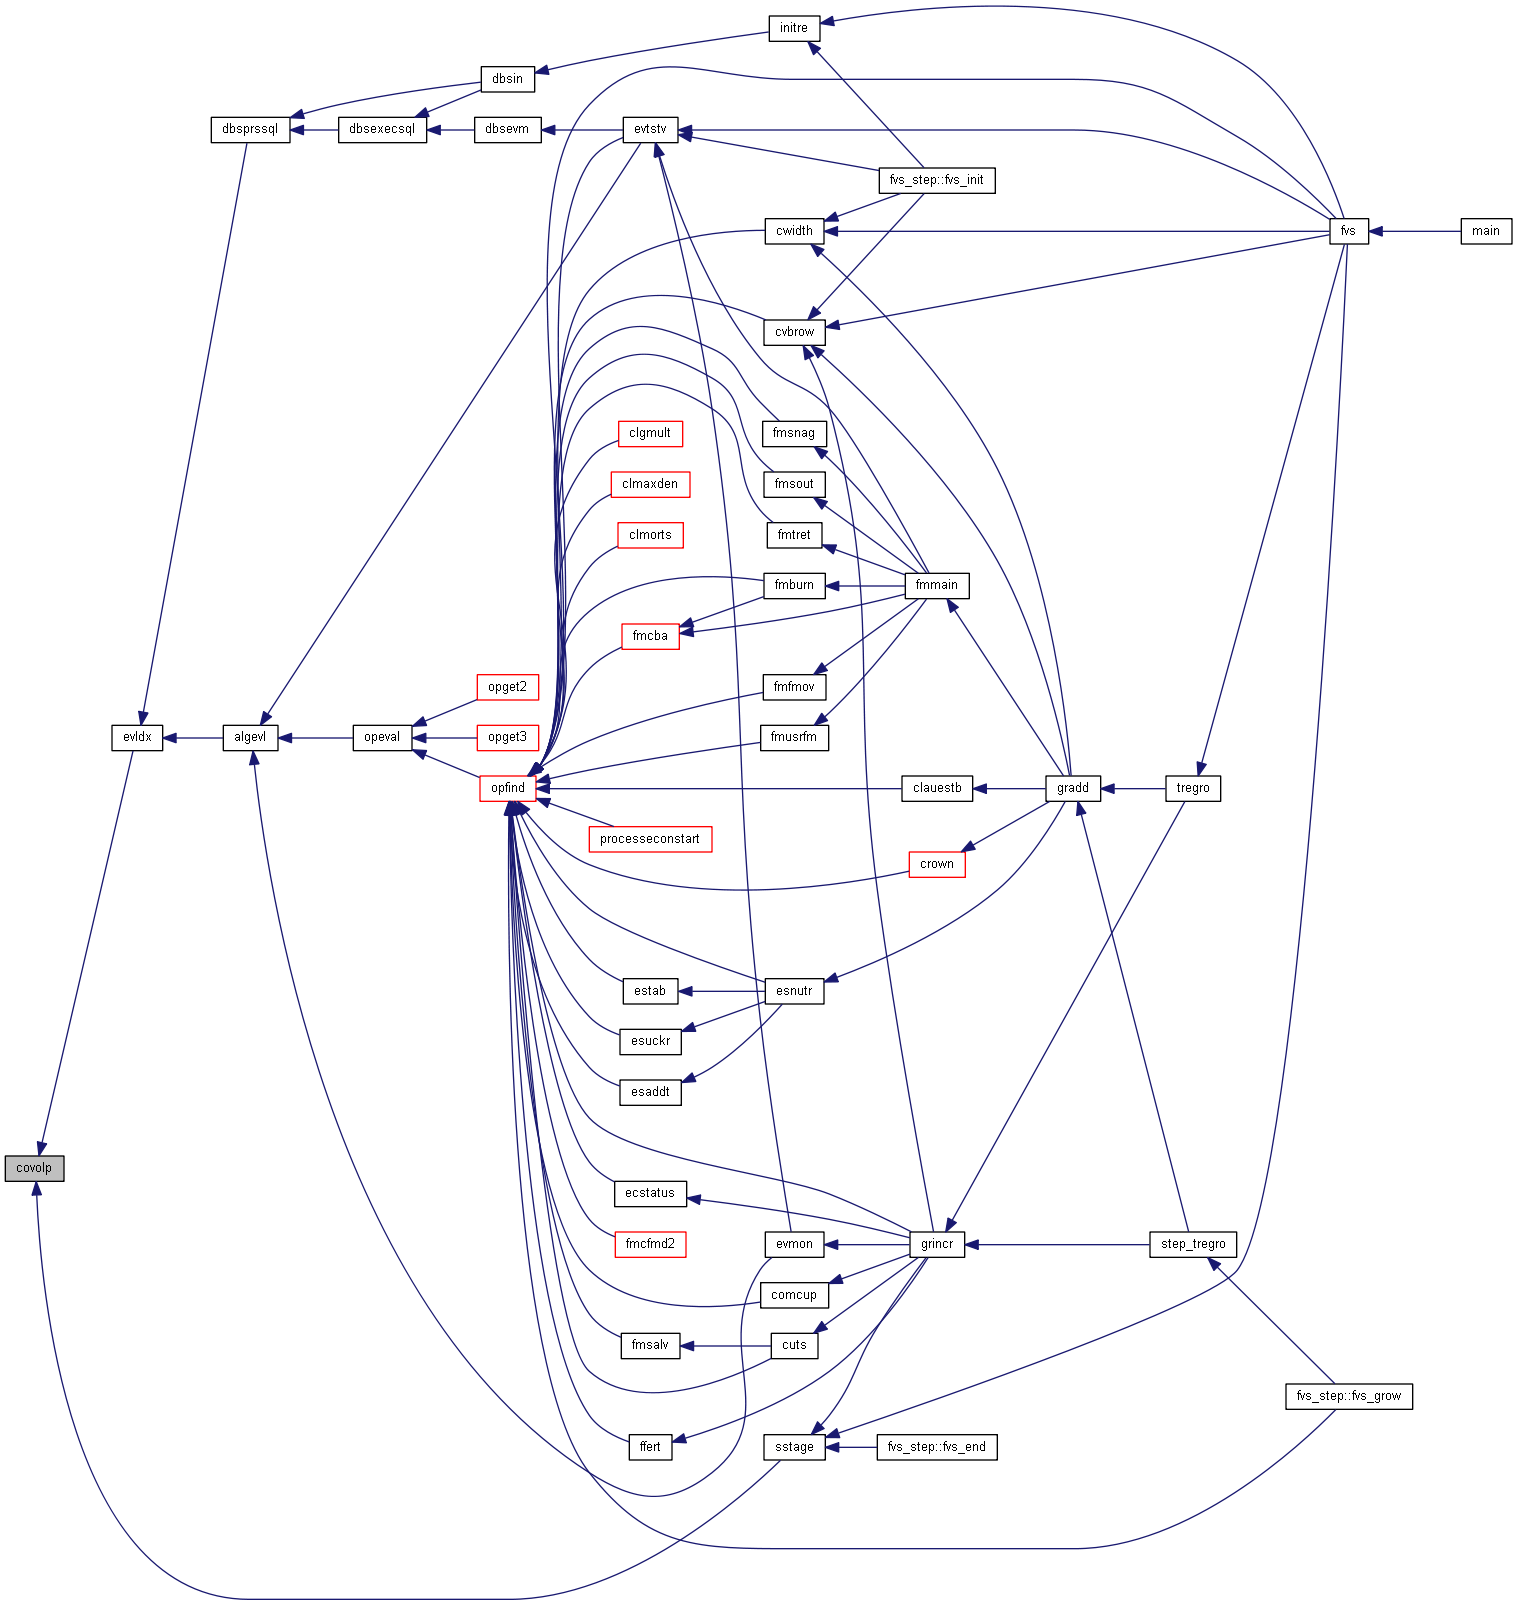 initre
dbsin
dbsprssql
dbsexecsql
dbsevm
evtstv
fvs_step::fvs_init
cwidth
fvs
main
cvbrow
clgmult
fmsnag
clmaxden
fmsout
clmorts
fmtret
fmburn
fmmain
fmcba
opget2
fmfmov
evldx
algevl
opeval
opget3
fmusrfm
opfind
clauestb
gradd
tregro
processeconstart
crown
estab
esnutr
esuckr
esaddt
covolp
ecstatus
fmcfmd2
evmon
grincr
step_tregro
comcup
fmsalv
cuts
fvs_step::fvs_grow
ffert
sstage
fvs_step::fvs_end